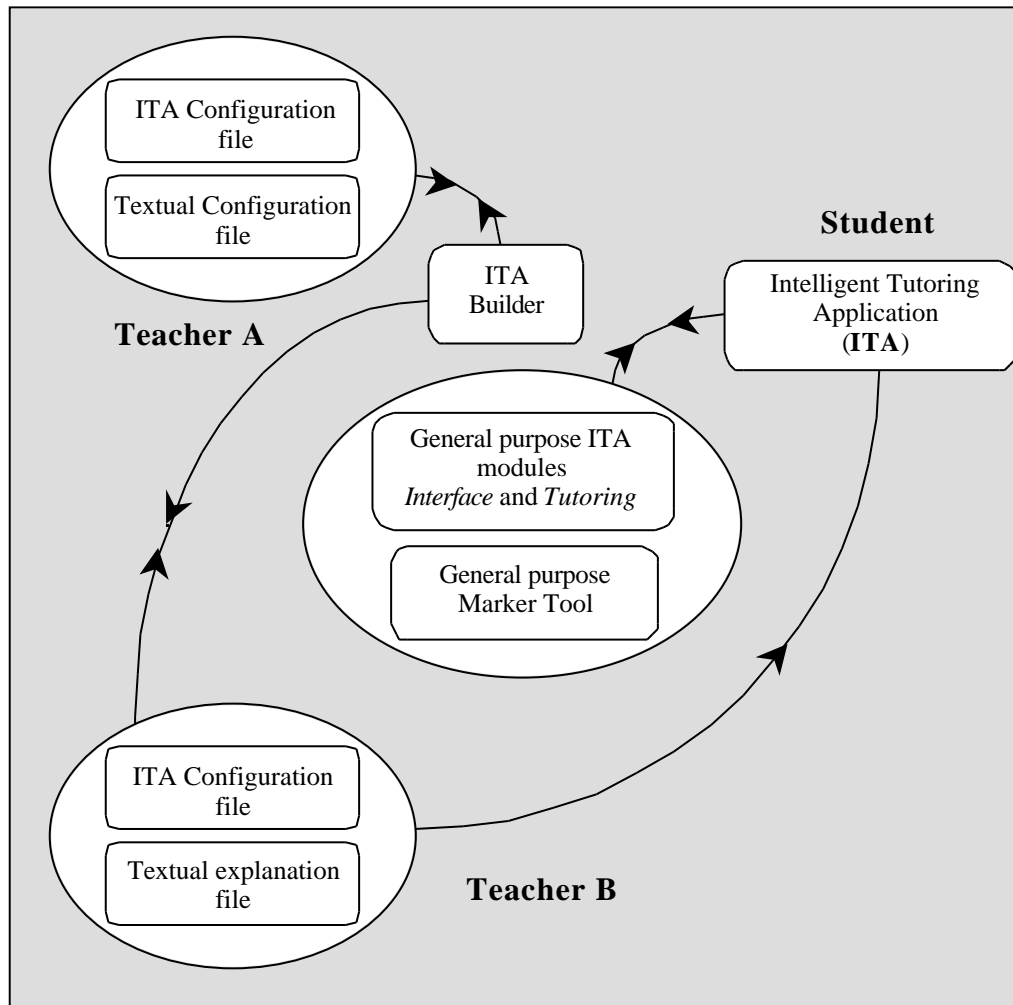 ITA Configuration
file
Textual Configuration
file
Teacher A
ITA
Builder
Student
Intelligent Tutoring
Application
(ITA)
General purpose ITA
modules
Interface and Tutoring
General purpose
Marker Tool
ITA Configuration
file
Textual explanation
file
Teacher B